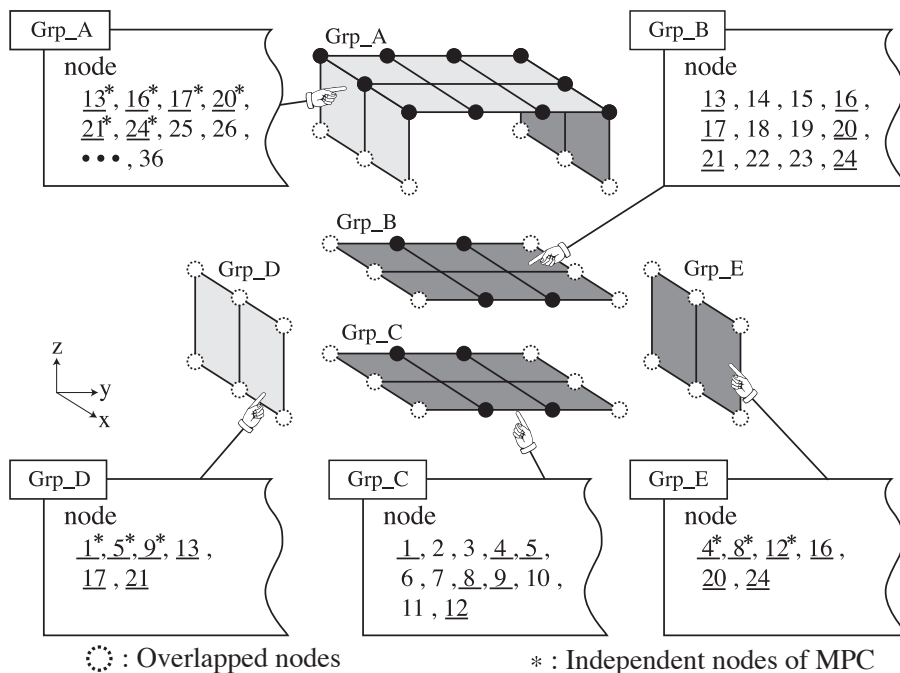 Grp_A
node
13*, 16*, 17*, 20*,
21*, 24*, 25, 26,
•••, 36
Grp_A
Grp_B
node
13 , 14 , 15 , 16 ,
17 , 18 , 19 , 20 ,
21 , 22 , 23 , 24
Grp_B
Grp_D
Grp_E
Grp_C
z
y
x
Grp_D
node
1*, 5*, 9*, 13 ,
17 , 21
Grp_C
node
1 , 2 , 3 , 4 , 5 ,
6 , 7 , 8 , 9 , 10 ,
11 , 12
Grp_E
node
4*, 8*, 12*, 16 ,
20 , 24
: Overlapped nodes
* : Independent nodes of MPC